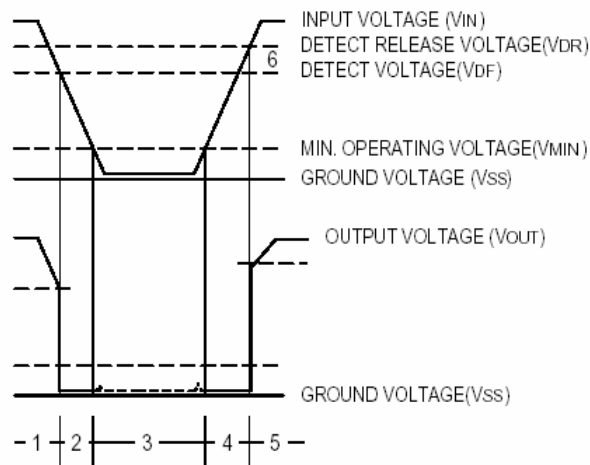 INPUT VOLTAGE (VIN)
DETECT RELEASE VOLTAGE(VDR)
6
DETECT VOLTAGE(VDF)
MIN. OPERATING VOLTAGE(VMIN)
GROUND VOLTAGE (VSS)
OUTPUT VOLTAGE (VOUT)
GROUND VOLTAGE(VSS)
1 2 3 4 5